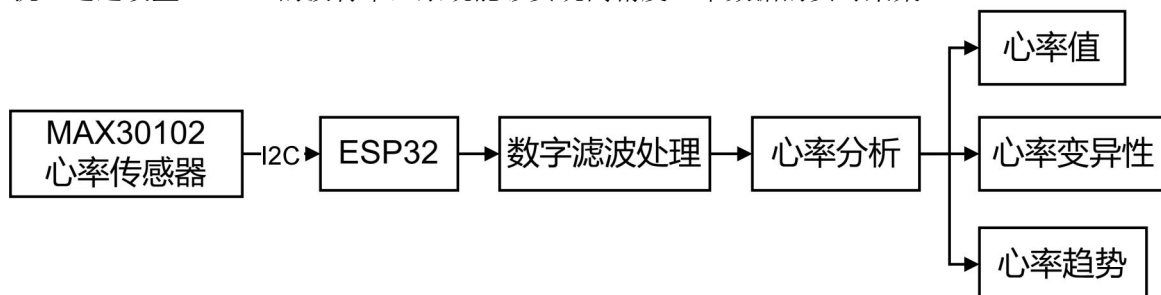 心率值
MAX30102
心率传感器
I2C
ESP32
数字滤波处理
心率分析
心率变异性
心率趋势